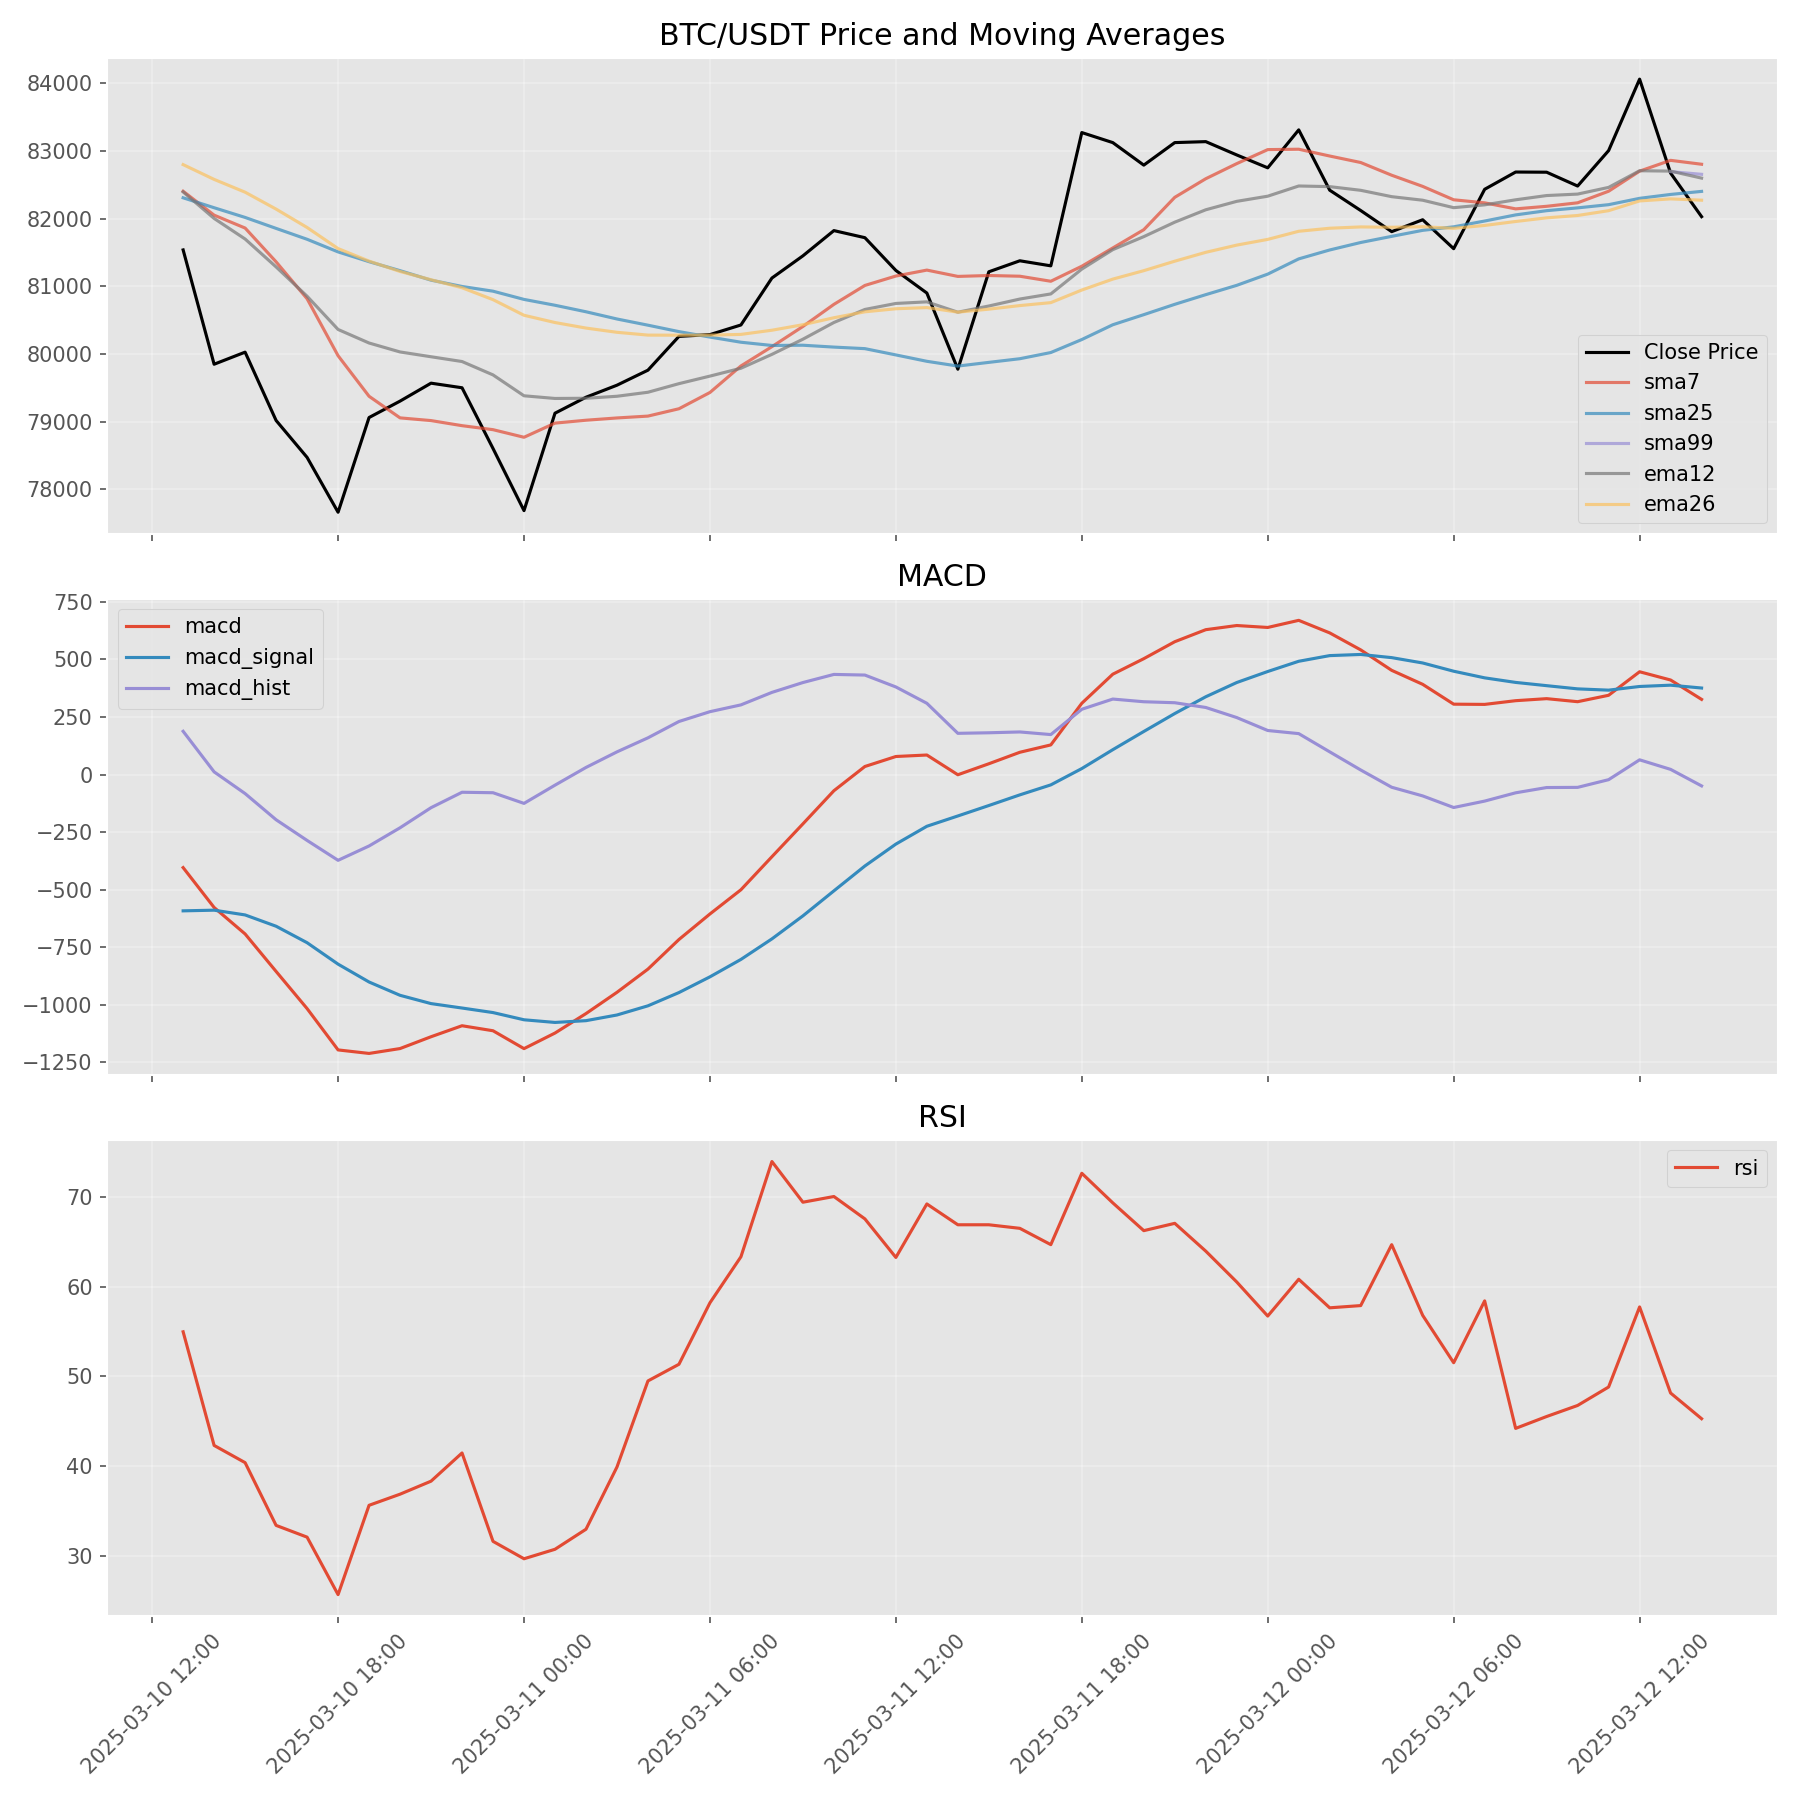 BTC/USDT Price and Moving Averages
84000
83000
82000
81000
80000
79000
78000
Close Price
sma7
sma25
sma99
ema12
ema26
MACD
750
500
250
0
−250
−500
−750
−1000
−1250
macd
macd_signal
macd_hist
RSI
70
60
50
40
30
rsi
2025-03-10 12:00
2025-03-10 18:00
2025-03-11 00:00
2025-03-11 06:00
2025-03-11 12:00
2025-03-11 18:00
2025-03-12 00:00
2025-03-12 06:00
2025-03-12 12:00